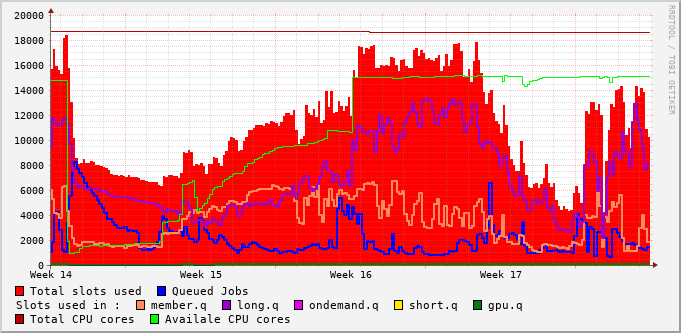 20000
18000
16000
14000
12000
10000
8000
6000
4000
2000
0
Week 14 Week 15 Week 16 Week 17
Total slots used Queued Jobs
Slots used in : member.q long.q ondemand.q short.q gpu.q
Total CPU cores Availale CPU cores
RRDTOOL / TOBI OETIKER